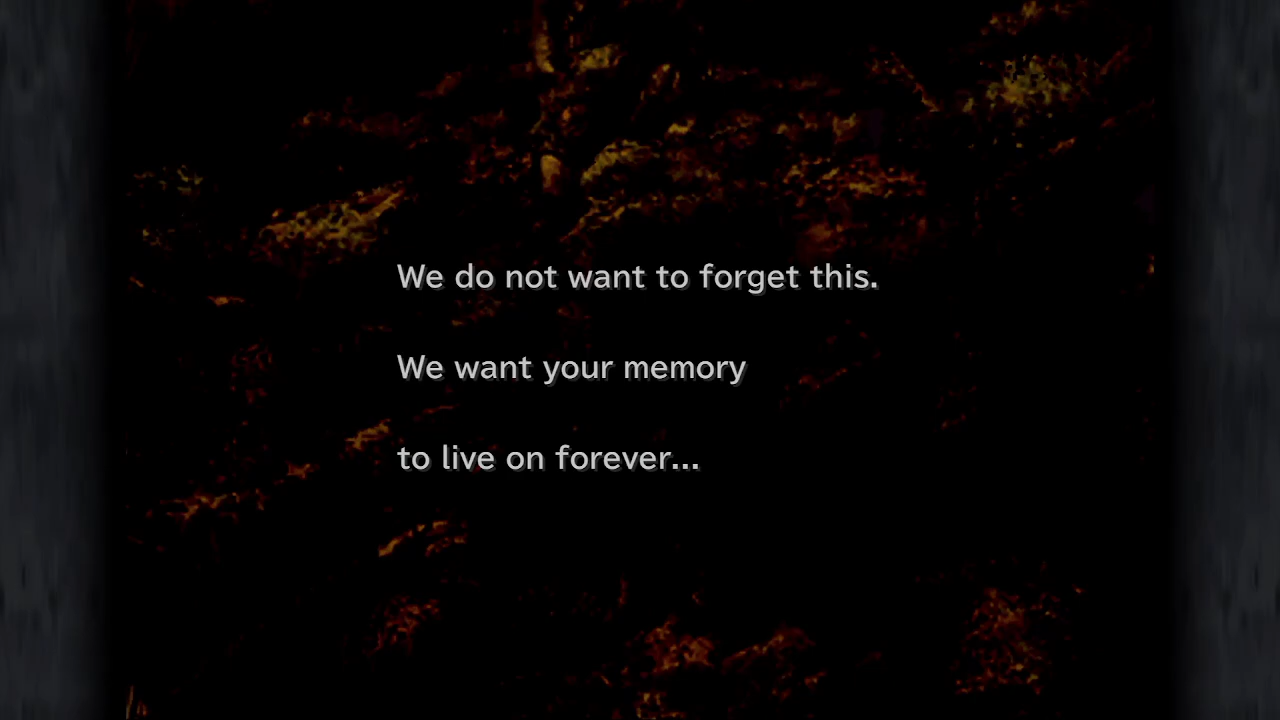 We do not want to forget this.
We want your memory
to live on forever...